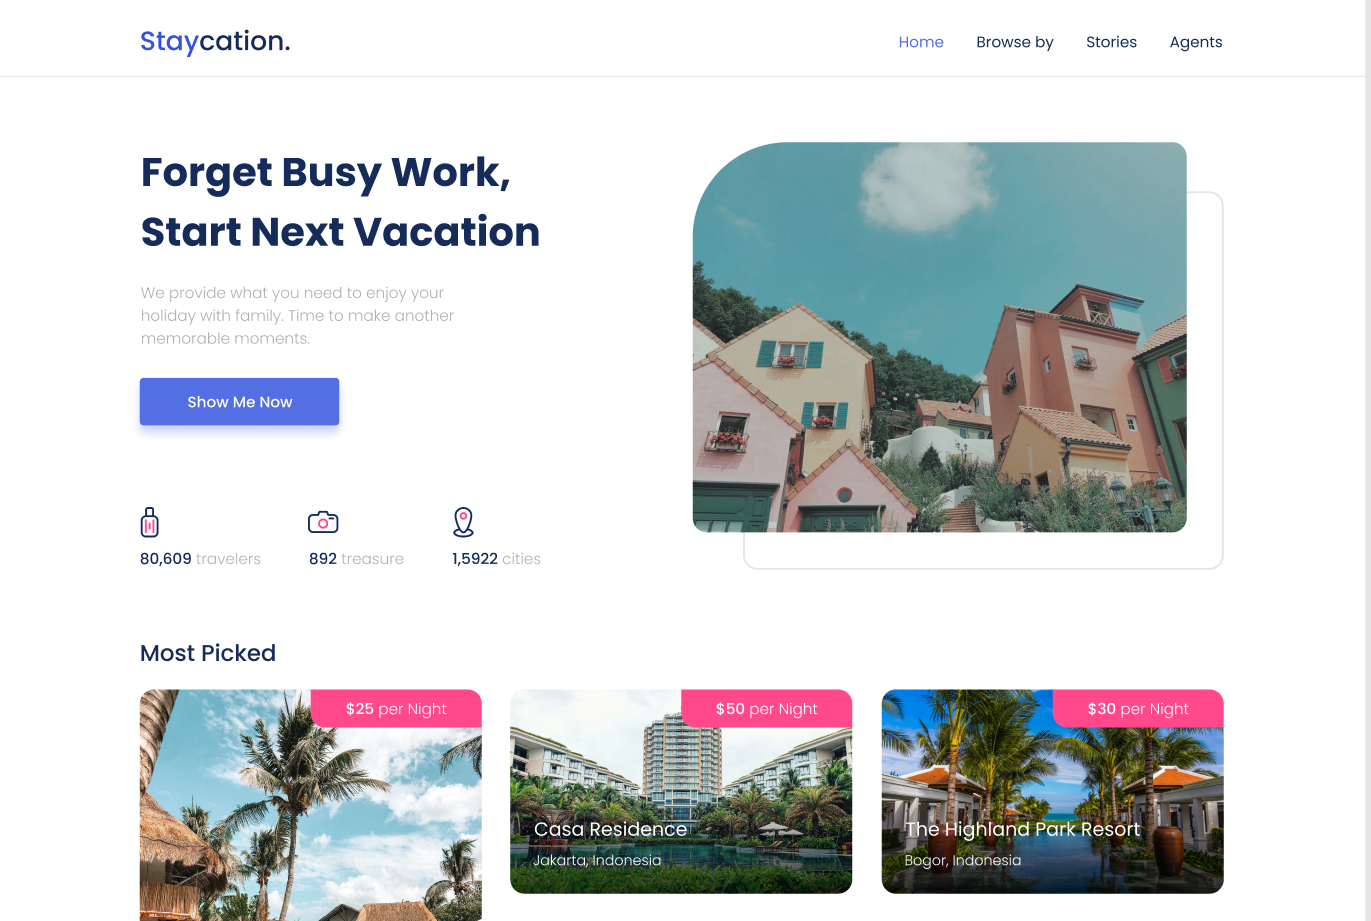 Staycation.
Home Browse by Stories Agents
Forget Busy Work,
Start Next Vacation
We provide what you need to enjoy your
holiday with family. Time to make another
memorable moments.
Show Me Now
80,609 travelers 892 treasure 1,5922 cities
Most Picked
$25 per Night $50 per Night $30 per Night
Casa Residence The Highland Park Resort
Jakarta, Indonesia Bogor, Indonesia